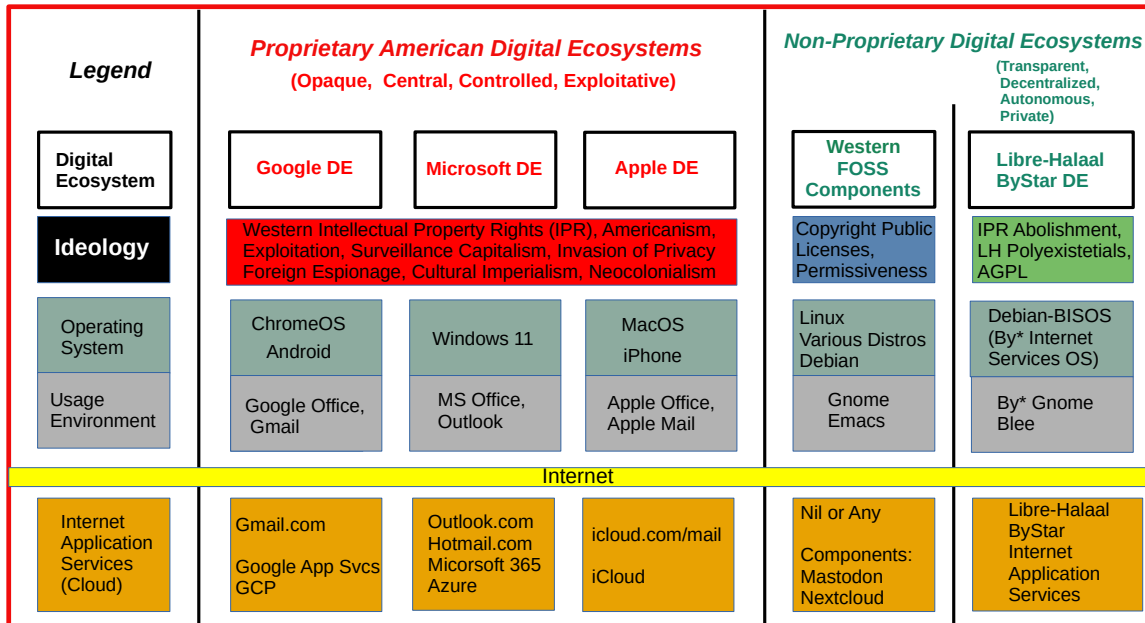 Legend
Proprietary American Digital Ecosystems
(Opaque, Central, Controlled, Exploitative)
Non-Proprietary Digital Ecosystems
(Transparent,
Decentralized,
Autonomous,
Private)
Digital
Ecosystem
Google DE
Microsoft DE
Apple DE
Western
FOSS
Components
Libre-Halaal
ByStar DE
Ideology
Western Intellectual Property Rights (IPR), Americanism,
Exploitation, Surveillance Capitalism, Invasion of Privacy
Foreign Espionage, Cultural Imperialism, Neocolonialism
Copyright Public
Licenses,
Permissiveness
IPR Abolishment,
LH Polyexistetials,
AGPL
Operating
System
ChromeOS
Android
Windows 11
MacOS
iPhone
Linux
Various Distros
Debian
Debian-BISOS
(By* Internet
Services OS)
Usage
Environment
Google Office,
Gmail
MS Office,
Outlook
Apple Office,
Apple Mail
Gnome
Emacs
By* Gnome
Blee
Internet
Internet
Application
Services
(Cloud)
Gmail.com
Google App Svcs
GCP
Outlook.com
Hotmail.com
Micorsoft 365
Azure
icloud.com/mail
iCloud
Nil or Any
Components:
Mastodon
Nextcloud
Libre-Halaal
ByStar
Internet
Application
Services